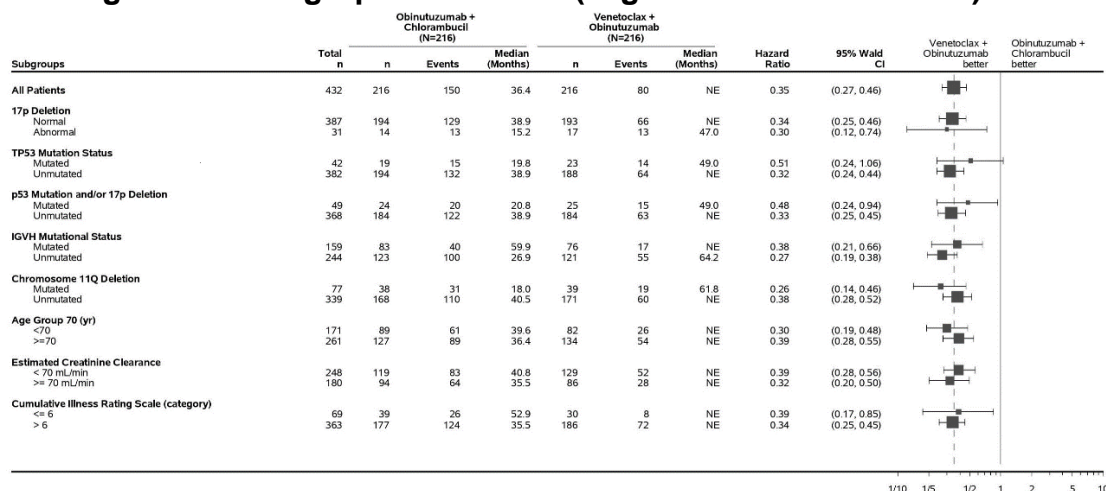 Obinutuzumab + Chlorambucil (N=216) Venetoclax + Obinutuzumab (N=216)
Subgroups Total n n Events Median (Months) n Events Median (Months) Hazard Ratio 95% Wald CI Venetoclax + Obinutuzumab better Obinutuzumab + Chlorambucil better
All Patients 432 216 150 36.4 216 80 NE 0.35 (0.27, 0.46)
17p Deletion
Normal 387 194 129 38.9 193 66 NE 0.34 (0.25, 0.46)
Abnormal 31 14 13 15.2 17 13 47.0 0.30 (0.12, 0.74)
TP53 Mutation Status
Mutated 42 19 15 19.8 23 14 49.0 0.51 (0.24, 1.06)
Unmutated 382 194 132 38.9 188 64 NE 0.32 (0.24, 0.44)
p53 Mutation and/or 17p Deletion
Mutated 49 24 20 20.8 25 15 49.0 0.48 (0.24, 0.94)
Unmutated 368 184 122 38.9 184 63 NE 0.33 (0.25, 0.45)
IGVH Mutational Status
Mutated 159 83 40 59.9 76 17 NE 0.38 (0.21, 0.66)
Unmutated 244 123 100 26.9 121 55 64.2 0.27 (0.19, 0.38)
Chromosome 11Q Deletion
Mutated 77 38 31 18.0 39 19 61.8 0.26 (0.14, 0.46)
Unmutated 339 168 110 40.5 171 60 NE 0.38 (0.28, 0.52)
Age Group 70 (yr)
<70 171 89 61 39.6 82 26 NE 0.30 (0.19, 0.48)
>=70 261 127 89 36.4 134 54 NE 0.39 (0.28, 0.55)
Estimated Creatinine Clearance
< 70 mL/min 248 119 83 40.8 129 52 NE 0.39 (0.28, 0.56)
>= 70 mL/min 180 94 64 35.5 86 28 NE 0.32 (0.20, 0.50)
Cumulative Illness Rating Scale (category)
<= 6 69 39 26 52.9 30 8 NE 0.39 (0.17, 0.85)
> 6 363 177 124 35.5 186 72 NE 0.34 (0.25, 0.45)
1/10 1/5 1/2 1 2 5 10